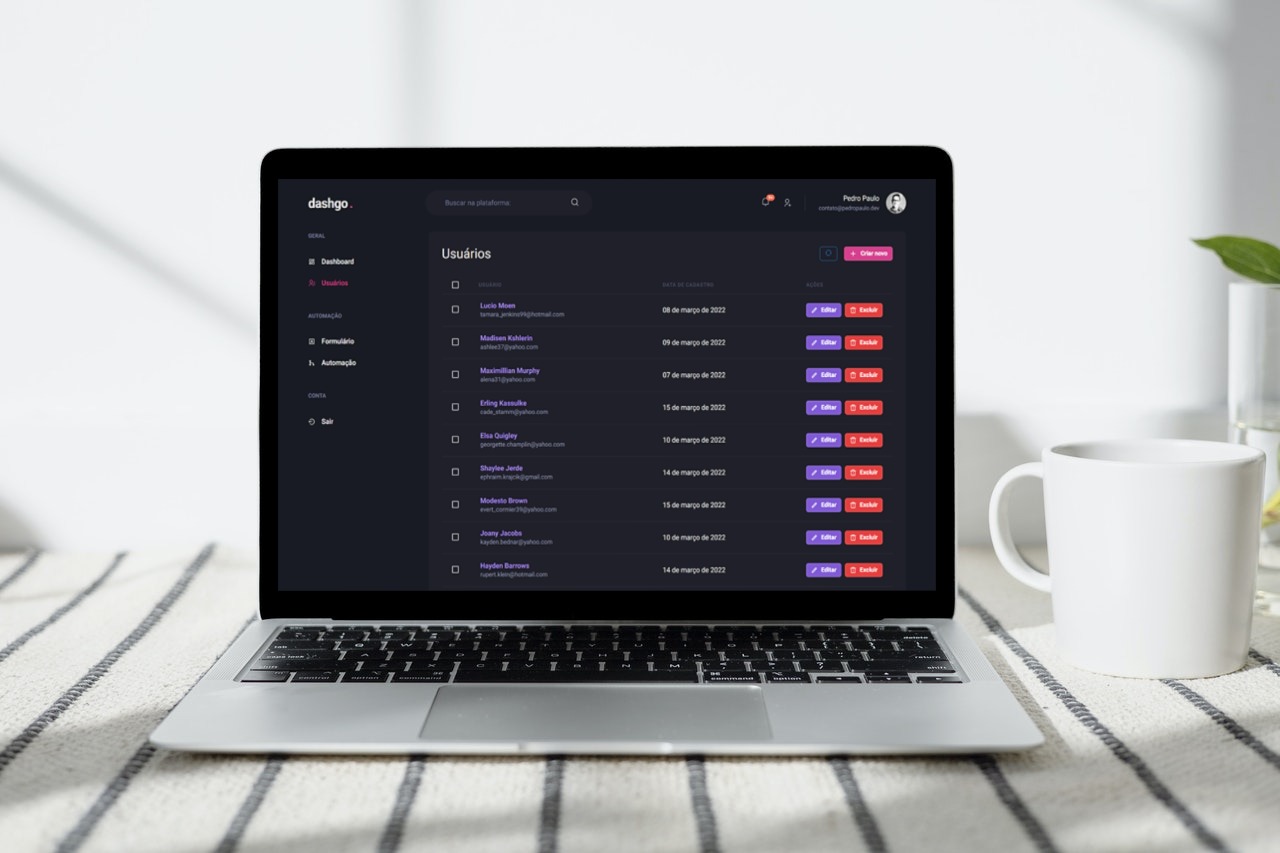 dashgo.
Buscar na plataforma
Pedro Paulo
contato@pedropaulo.dev
GERAL
Dashboard
Usuários
AUTOMAÇÃO
Formulário
Automação
CONTA
Sair
Usuários
+ Criar novo
USUÁRIO DATA DE CADASTRO AÇÕES
Lucio Moen
tamara_jenkins99@hotmail.com
08 de março de 2022
Editar Excluir
Madisen Kshlerin
ashlee37@yahoo.com
09 de março de 2022
Editar Excluir
Maximillian Murphy
alena31@yahoo.com
07 de março de 2022
Editar Excluir
Erling Kassulke
cade_stamm@yahoo.com
15 de março de 2022
Editar Excluir
Elsa Quigley
georgette.champlin@yahoo.com
10 de março de 2022
Editar Excluir
Shaylee Jerde
ephraim.krajcik@gmail.com
14 de março de 2022
Editar Excluir
Modesto Brown
evert_cormier39@yahoo.com
15 de março de 2022
Editar Excluir
Joany Jacobs
kayden.bednar@yahoo.com
10 de março de 2022
Editar Excluir
Hayden Barrows
rupert.klein@hotmail.com
14 de março de 2022
Editar Excluir
delete
tab
caps lock
return
shift
control option command
command option